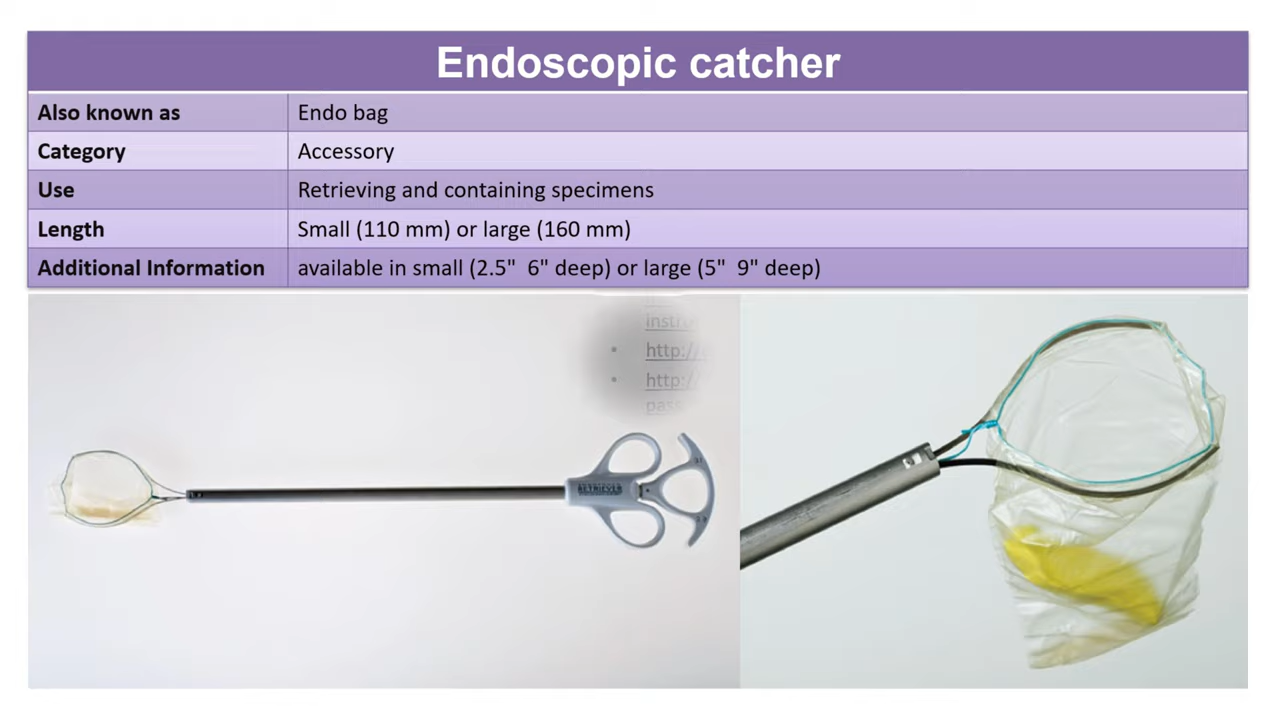 Endoscopic catcher
Also known as Endo bag
Category Accessory
Use Retrieving and containing specimens
Length Small (110 mm) or large (160 mm)
Additional Information available in small (2.5"  6" deep) or large (5"  9" deep)
• http://
• http://
RETRIEVER